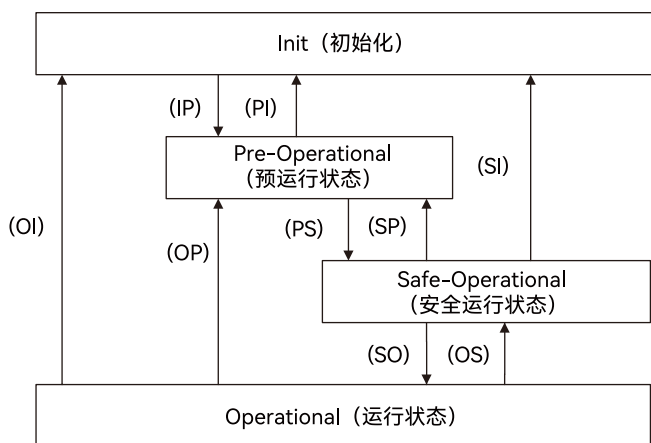 Init（初始化）
(IP)
(PI)
Pre-Operational
（预运行状态）
(SI)
(OI)
(OP)
(PS)
(SP)
Safe-Operational
（安全运行状态）
(SO)
(OS)
Operational（运行状态）